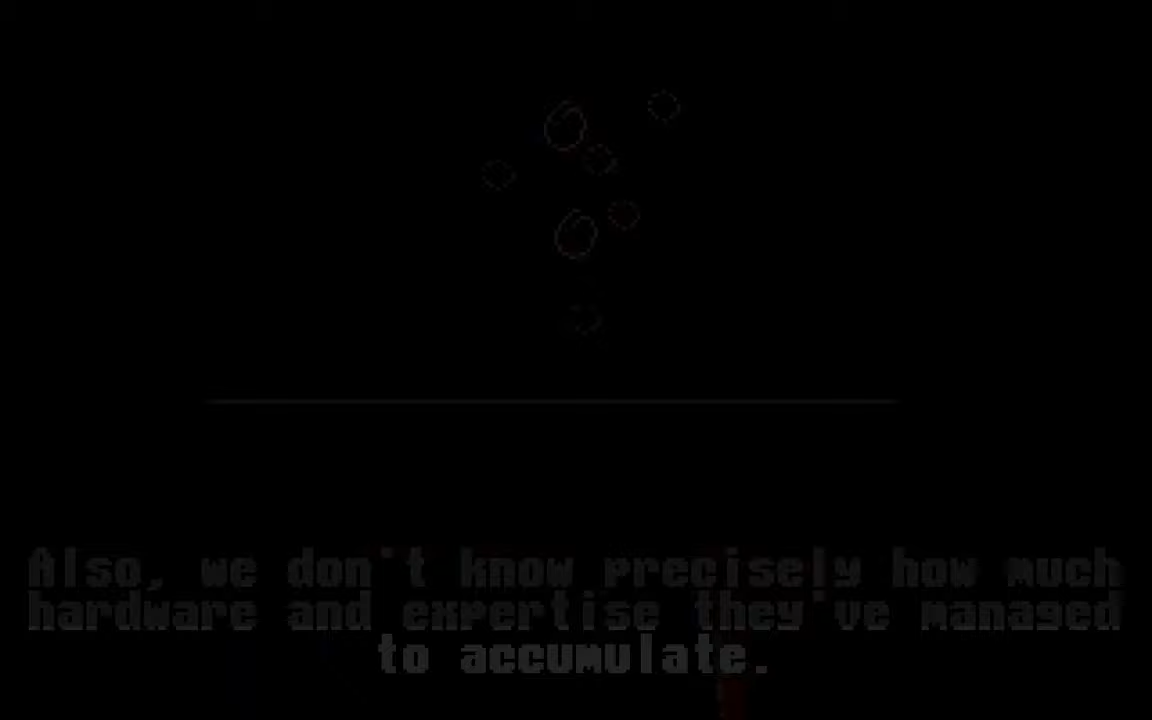 Also, we don't know precisely how much
hardware and expertise they've managed
to accumulate.